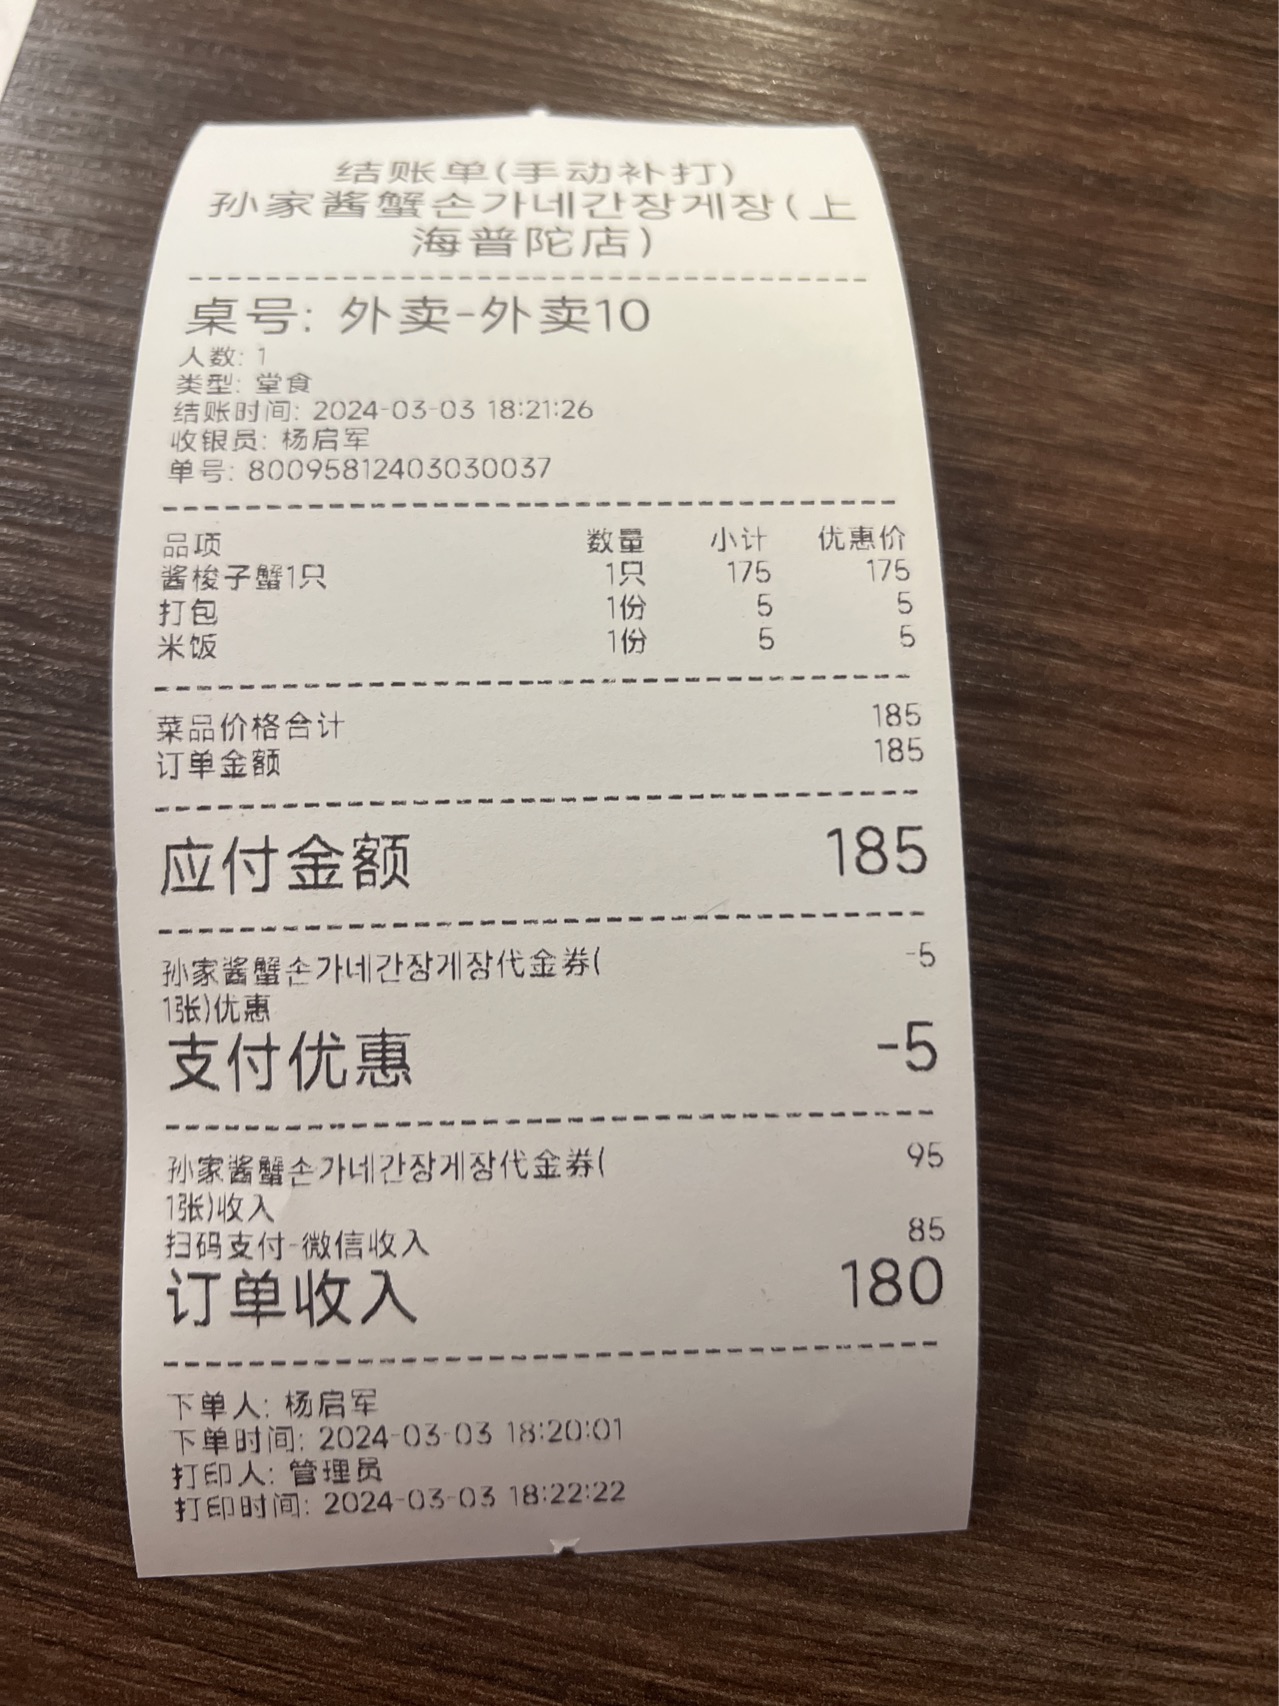 结账单(手动补打)
孙家酱蟹손가네간장게장(上
海普陀店)
桌号: 外卖-外卖10
人数: 1
类型: 堂食
结账时间: 2024-03-03 18:21:26
收银员: 杨启军
单号: 80095812403030037
品项 数量 小计 优惠价
酱梭子蟹1只 1只 175 175
打包 1份 5 5
米饭 1份 5 5
菜品价格合计 185
订单金额 185
应付金额 185
孙家酱蟹손가네간장게장代金券( -5
1张)优惠
支付优惠 -5
孙家酱蟹손가네간장게장代金券( 95
1张)收入
扫码支付-微信收入 85
订单收入 180
下单人: 杨启军
下单时间: 2024-03-03 18:20:01
打印人: 管理员
打印时间: 2024-03-03 18:22:22